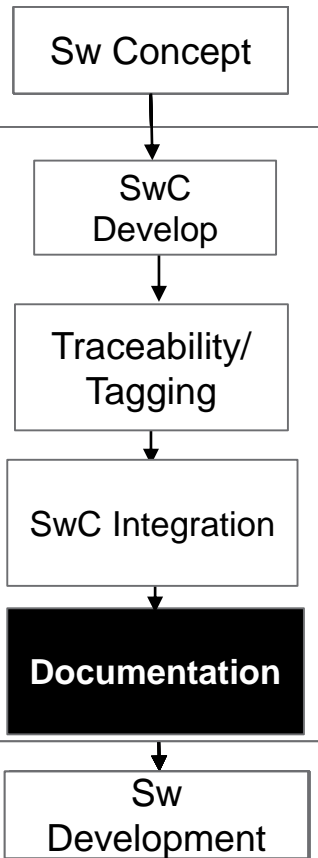 Sw Concept
SwC
Develop
Traceability/
Tagging
SwC Integration
Documentation
Sw
Development